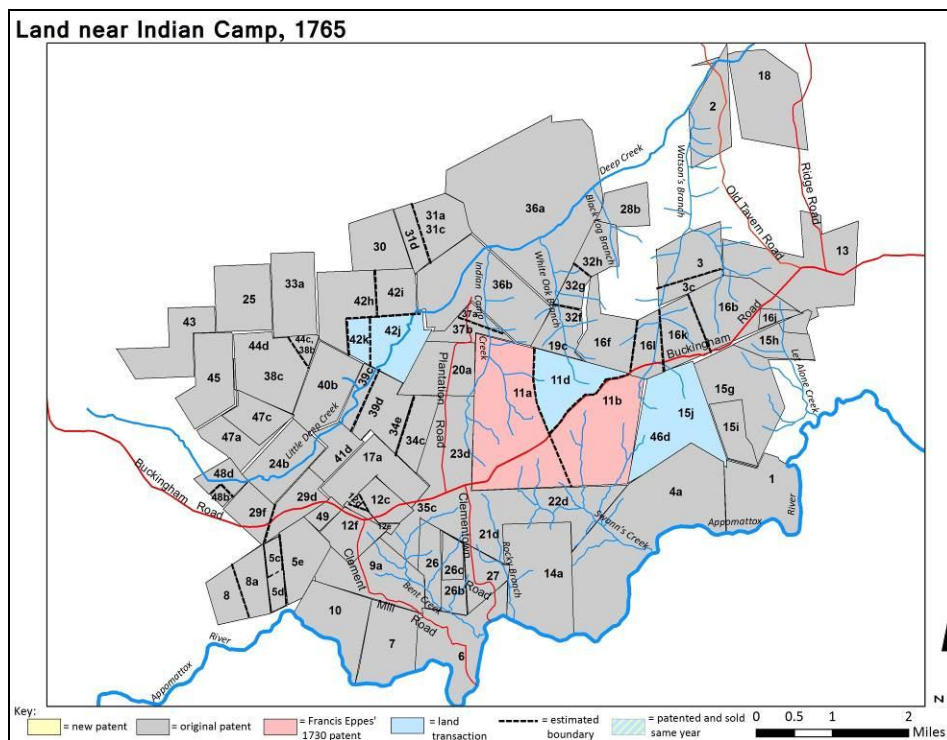 Land near Indian Camp, 1765
18
2
Deep Creek
Watson's Branch
Old Tavern Road
Ridge Road
36a
Black Log Branch
28b
31a
31c
31d
30
13
3
32h
3c
33a
25
42h
42i
Indian Camp
Creek
36b
White Oak Branch
32g
32f
16b
16j
43
42k
42j
37a
37b
19c
16f
16l
16k
Buckingham
Road
15h
44d
44c,
38b
38c
45
40b
39c
39d
20a
Plantation
Road
11a
11d
11b
15j
15g
15i
Let Alone Creek
47c
47a
Little Deep Creek
34e
34c
46d
24b
41d
17a
23d
48d
48b
Buckingham Road
29f
29d
12c
12f
12e
49
35c
Clementown
Road
22d
Swann's Creek
4a
1
Appomattox
River
21d
Rocky Branch
14a
5c
5d
5e
8a
8
Clement
Mill
Road
9a
26
26c
26b
27
Bent Creek
10
7
6
Appomattox
River
N
Key:
= new patent
= original patent
= Francis Eppes'
1730 patent
= land
transaction
= estimated
boundary
= patented and sold
same year
0 0.5 1 2
Miles